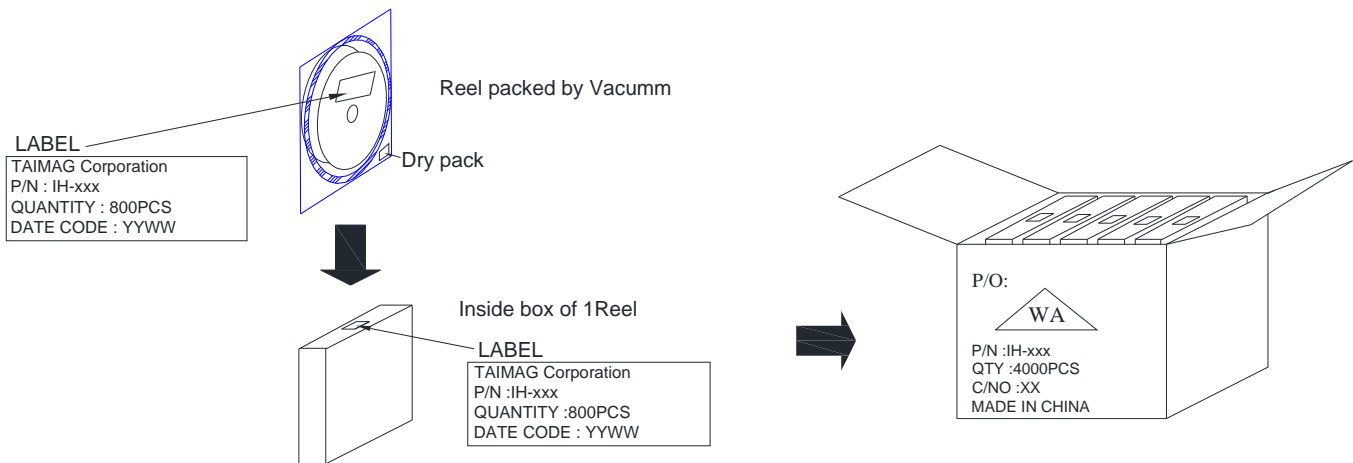 Reel packed by Vacumm
LABEL
TAIMAG Corporation
P/N : IH-xxx
QUANTITY : 800PCS
DATE CODE : YYWW
Dry pack
Inside box of 1Reel
LABEL
TAIMAG Corporation
P/N :IH-xxx
QUANTITY :800PCS
DATE CODE : YYWW
P/O:
WA
P/N :IH-xxx
QTY :4000PCS
C/NO :XX
MADE IN CHINA